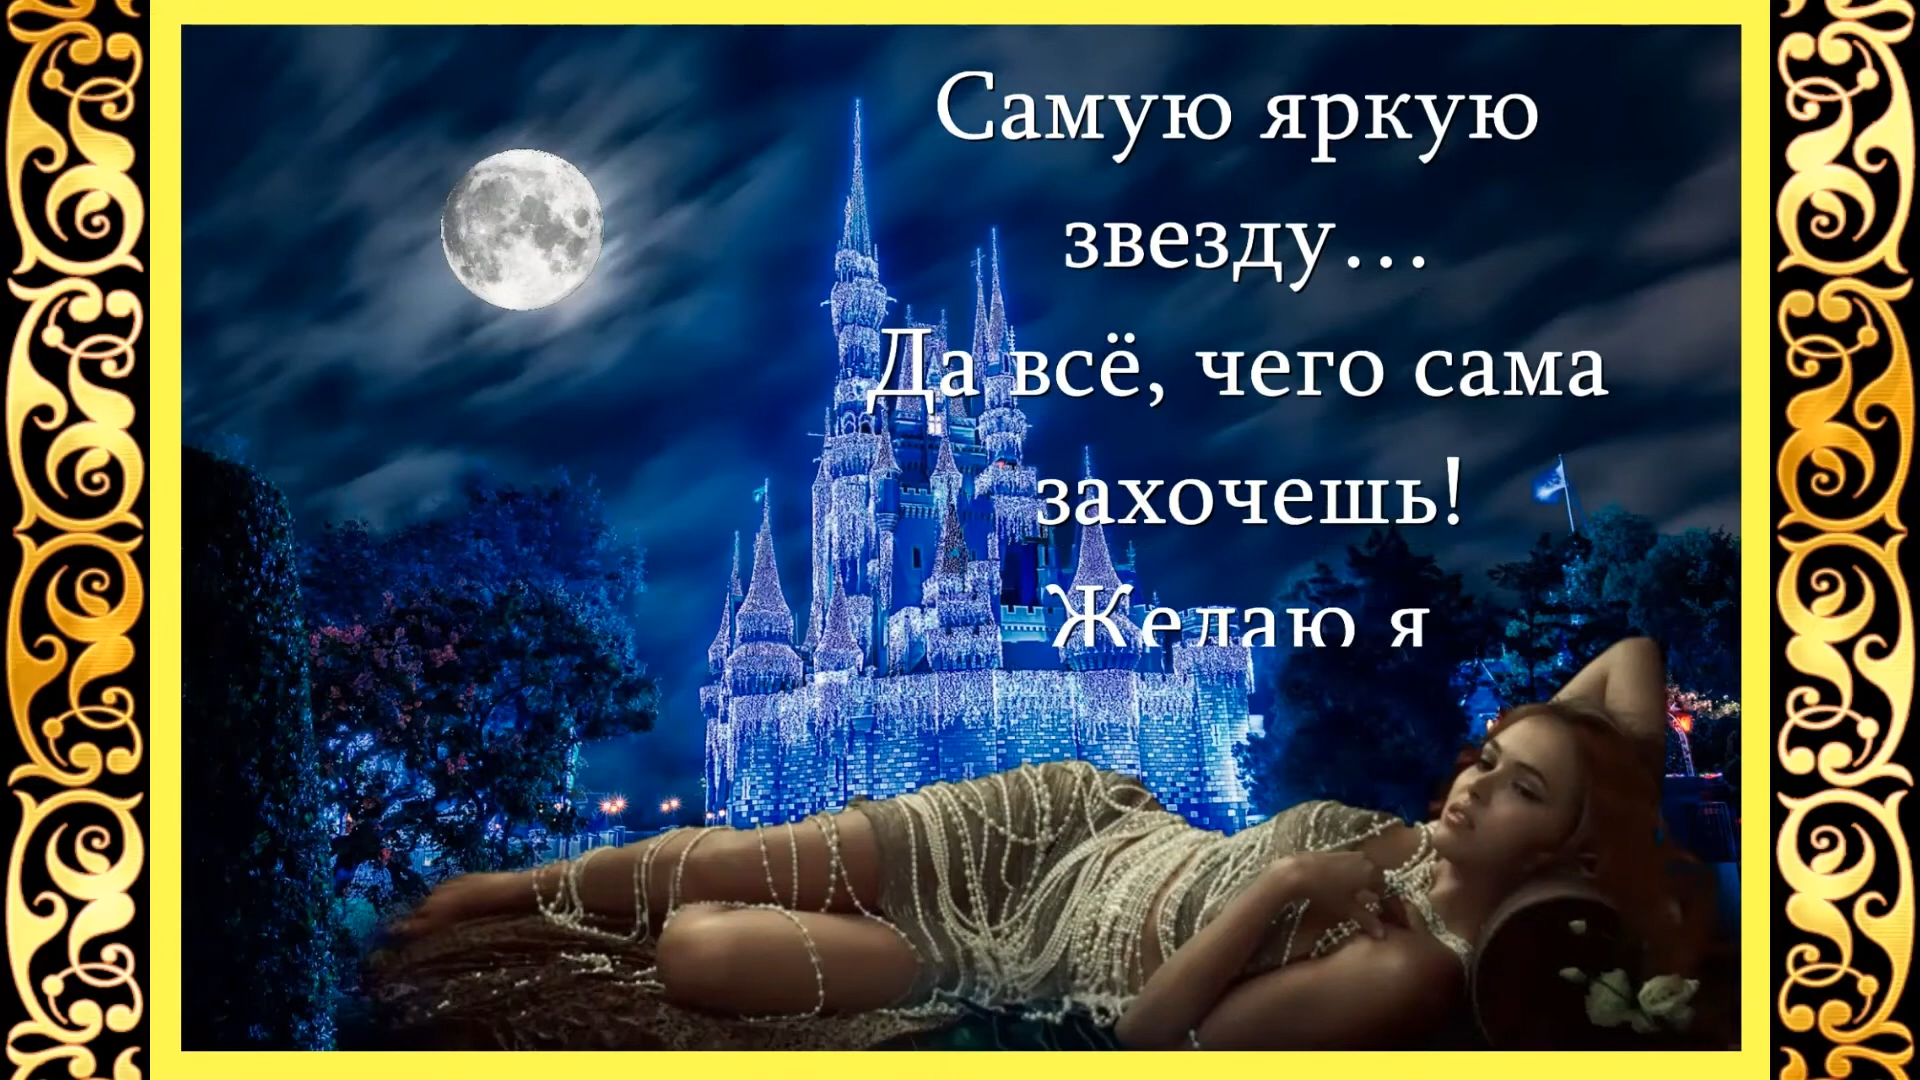 Самую яркую
звезду...
Да всё, чего сама
захочешь!
Желаю я